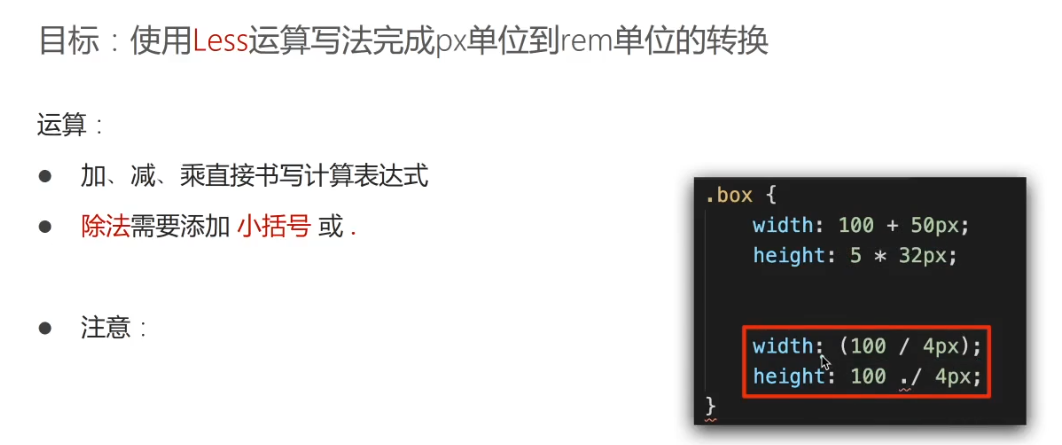 目标：使用Less运算写法完成px单位到rem单位的转换
运算：
● 加、减、乘直接书写计算表达式
● 除法需要添加 小括号 或 .
● 注意：
.box {
width: 100 + 50px;
height: 5 * 32px;
width: (100 / 4px);
height: 100 ./ 4px;
}